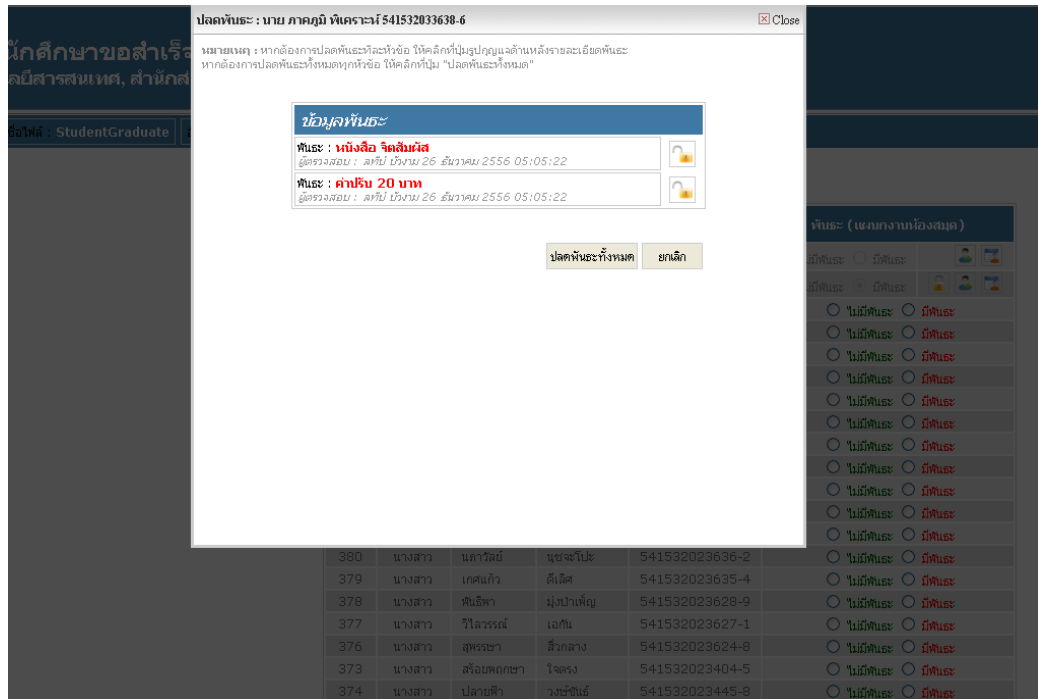 ปลดพันธะ : นาย ภาคภูมิ พิเคราะห์ 541532033638-6
Close
หมายเหตุ : หากต้องการปลดพันธะทีละหัวข้อ ให้คลิกที่ปุ่มรูปกุญแจด้านหลังรายละเอียดพันธะ
หากต้องการปลดพันธะทั้งหมดทุกหัวข้อ ให้คลิกที่ปุ่ม "ปลดพันธะทั้งหมด"
นักศึกษาขอสำเร็จ
สารสนเทศ, สำนัก
: StudentGraduate
ข้อมูลพันธะ
พันธะ : หนังสือ จิตสัมผัส
ผู้ตรวจสอบ : ลทีป บัวงาม 26 ธันวาคม 2556 05:05:22
พันธะ : ค่าปรับ 20 บาท
ผู้ตรวจสอบ : ลทีป บัวงาม 26 ธันวาคม 2556 05:05:22
ปลดพันธะทั้งหมด ยกเลิก
พันธะ (แผนกงานห้องสมุด)
มีพันธะ
มีพันธะ
ไม่มีพันธะ มีพันธะ
ไม่มีพันธะ มีพันธะ
ไม่มีพันธะ มีพันธะ
ไม่มีพันธะ มีพันธะ
ไม่มีพันธะ มีพันธะ
ไม่มีพันธะ มีพันธะ
ไม่มีพันธะ มีพันธะ
ไม่มีพันธะ มีพันธะ
ไม่มีพันธะ มีพันธะ
ไม่มีพันธะ มีพันธะ
ไม่มีพันธะ มีพันธะ
380 นางสาว นภาวัลย์ นุชจะโปะ 541532023636-2 ไม่มีพันธะ มีพันธะ
379 นางสาว เกศแก้ว ดีเลิศ 541532023635-4 ไม่มีพันธะ มีพันธะ
378 นางสาว พันธิพา มุ่งเป่าเพ็ญ 541532023628-9 ไม่มีพันธะ มีพันธะ
377 นางสาว วิไลวรรณ์ เอกัน 541532023627-1 ไม่มีพันธะ มีพันธะ
376 นางสาว สุพรรษา สิ่วกลาง 541532023624-8 ไม่มีพันธะ มีพันธะ
373 นางสาว สร้อยพฤกษา ใจตรง 541532023404-5 ไม่มีพันธะ มีพันธะ
374 นางสาว ปลายฟ้า วงษ์ขันธ์ 541532023445-8 ไม่มีพันธะ มีพันธะ